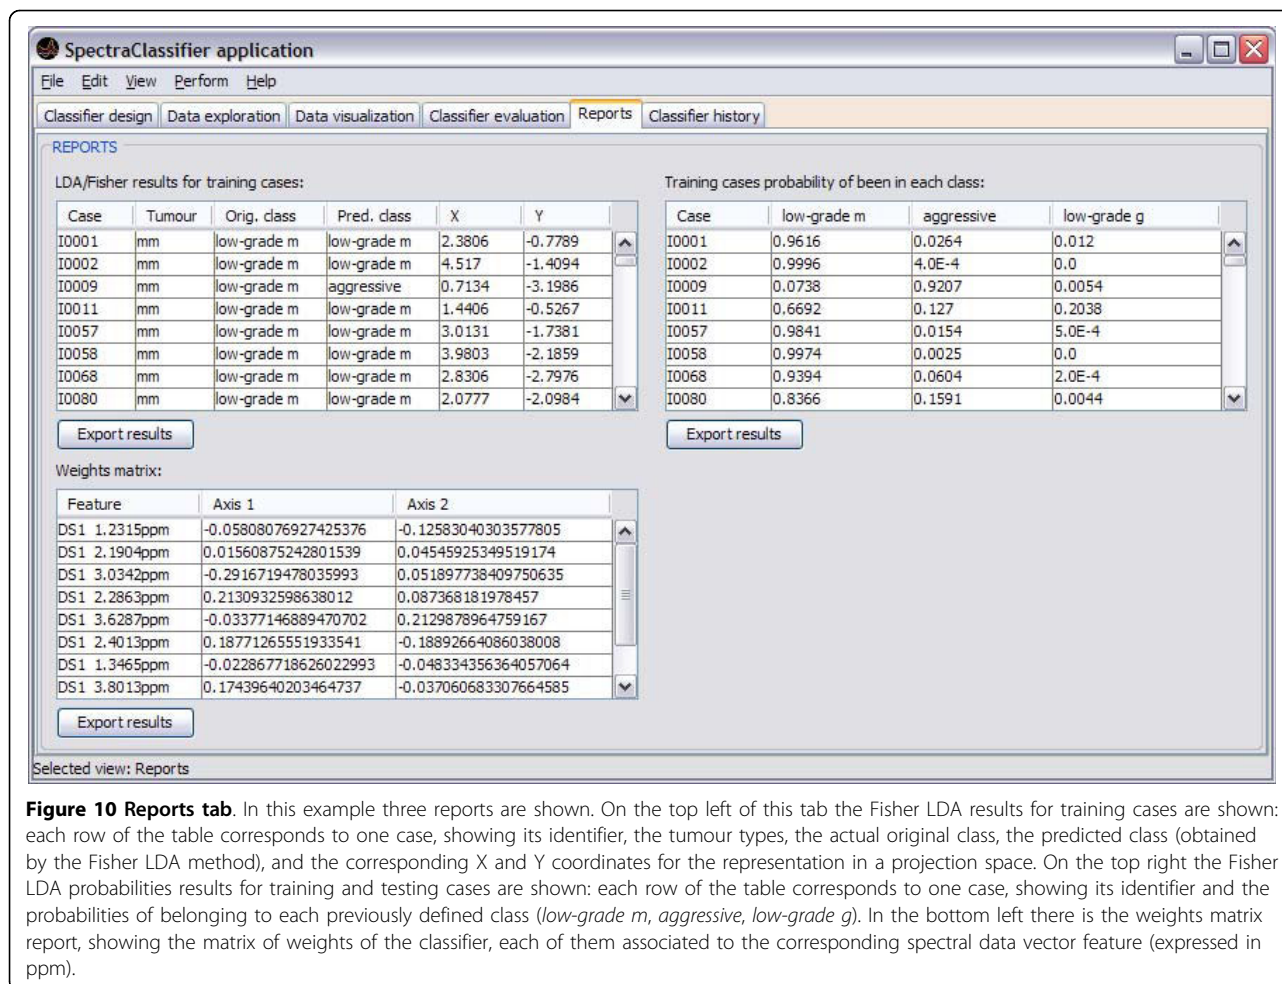 SpectraClassifier application
File Edit View Perform Help
Classifier design Data exploration Data visualization Classifier evaluation Reports Classifier history
REPORTS
LDA/Fisher results for training cases:
Case Tumour Orig. class Pred. class X Y
I0001 mm low-grade m low-grade m 2.3806 -0.7789
I0002 mm low-grade m low-grade m 4.517 -1.4094
I0009 mm low-grade m aggressive 0.7134 -3.1986
I0011 mm low-grade m low-grade m 1.4406 -0.5267
I0057 mm low-grade m low-grade m 3.0131 -1.7381
I0058 mm low-grade m low-grade m 3.9803 -2.1859
I0068 mm low-grade m low-grade m 2.8306 -2.7976
I0080 mm low-grade m low-grade m 2.0777 -2.0984
Export results
Training cases probability of been in each class:
Case low-grade m aggressive low-grade g
I0001 0.9616 0.0264 0.012
I0002 0.9996 4.0E-4 0.0
I0009 0.0738 0.9207 0.0054
I0011 0.6692 0.127 0.2038
I0057 0.9841 0.0154 5.0E-4
I0058 0.9974 0.0025 0.0
I0068 0.9394 0.0604 2.0E-4
I0080 0.8366 0.1591 0.0044
Export results
Weights matrix:
Feature Axis 1 Axis 2
DS1 1.2315ppm -0.05808076927425376 -0.12583040303577805
DS1 2.1904ppm 0.01560875242801539 0.04545925349519174
DS1 3.0342ppm -0.2916719478035993 0.051897738409750635
DS1 2.2863ppm 0.2130932598638012 0.087368181978457
DS1 3.6287ppm -0.03377146889470702 0.2129878964759167
DS1 2.4013ppm 0.18771265551933541 -0.18892664086038008
DS1 1.3465ppm -0.022867718626022993 -0.048334356364057064
DS1 3.8013ppm 0.17439640203464737 -0.037060683307664585
Export results
Selected view: Reports
Figure 10 Reports tab. In this example three reports are shown. On the top left of this tab the Fisher LDA results for training cases are shown:
each row of the table corresponds to one case, showing its identifier, the tumour types, the actual original class, the predicted class (obtained
by the Fisher LDA method), and the corresponding X and Y coordinates for the representation in a projection space. On the top right the Fisher
LDA probabilities results for training and testing cases are shown: each row of the table corresponds to one case, showing its identifier and the
probabilities of belonging to each previously defined class (low-grade m, aggressive, low-grade g). In the bottom left there is the weights matrix
report, showing the matrix of weights of the classifier, each of them associated to the corresponding spectral data vector feature (expressed in
ppm).